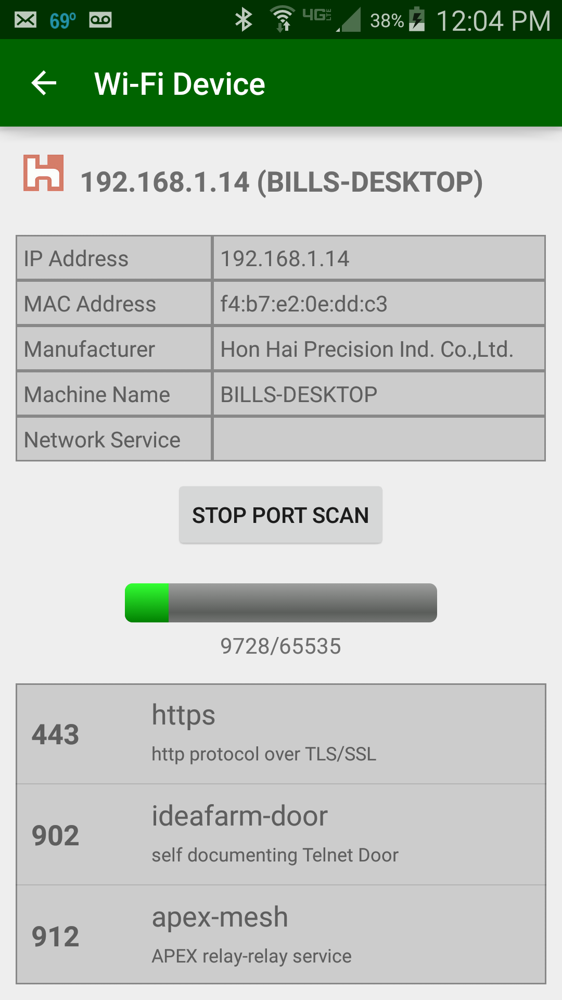 69° 4G LTE 38% 12:04 PM
Wi-Fi Device
192.168.1.14 (BILLS-DESKTOP)
IP Address 192.168.1.14
MAC Address f4:b7:e2:0e:dd:c3
Manufacturer Hon Hai Precision Ind. Co.,Ltd.
Machine Name BILLS-DESKTOP
Network Service
STOP PORT SCAN
9728/65535
443 https
http protocol over TLS/SSL
902 ideafarm-door
self documenting Telnet Door
912 apex-mesh
APEX relay-relay service